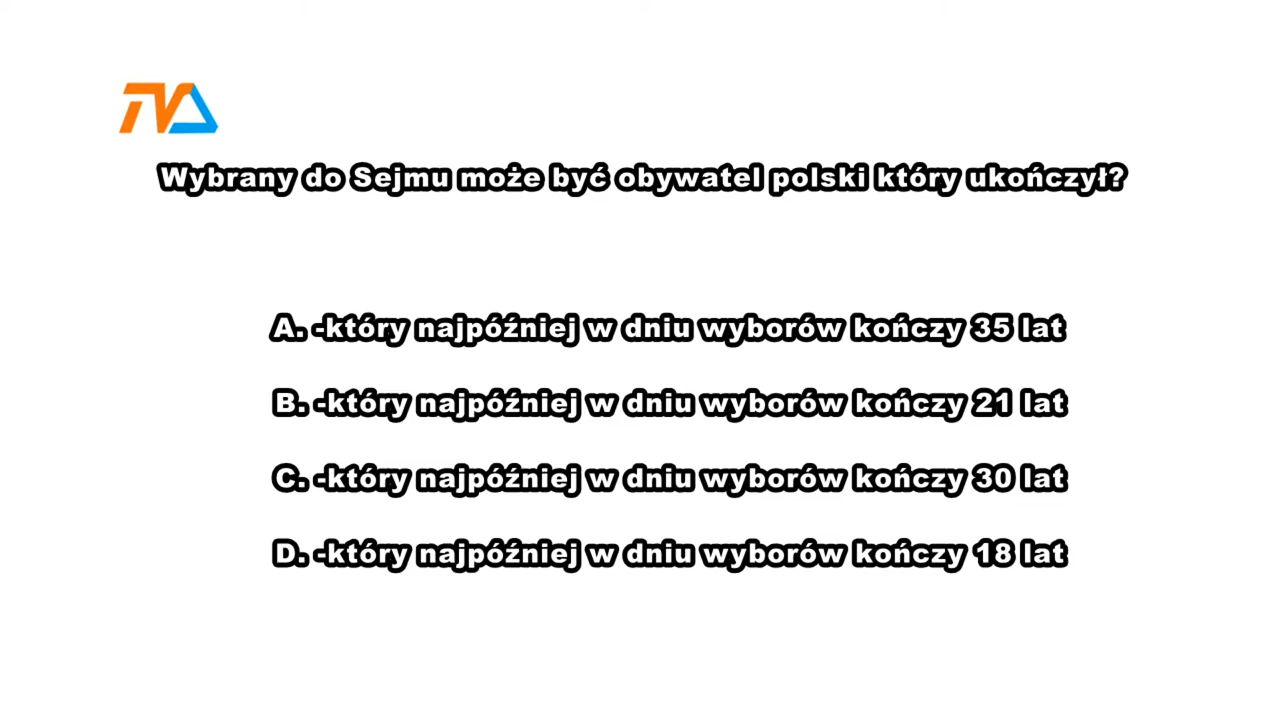 TVA
Wybrany do Sejmu może być obywatel polski który ukończył?
A. -który najpóźniej w dniu wyborów kończy 35 lat
B. -który najpóźniej w dniu wyborów kończy 21 lat
C. -który najpóźniej w dniu wyborów kończy 30 lat
D. -który najpóźniej w dniu wyborów kończy 18 lat